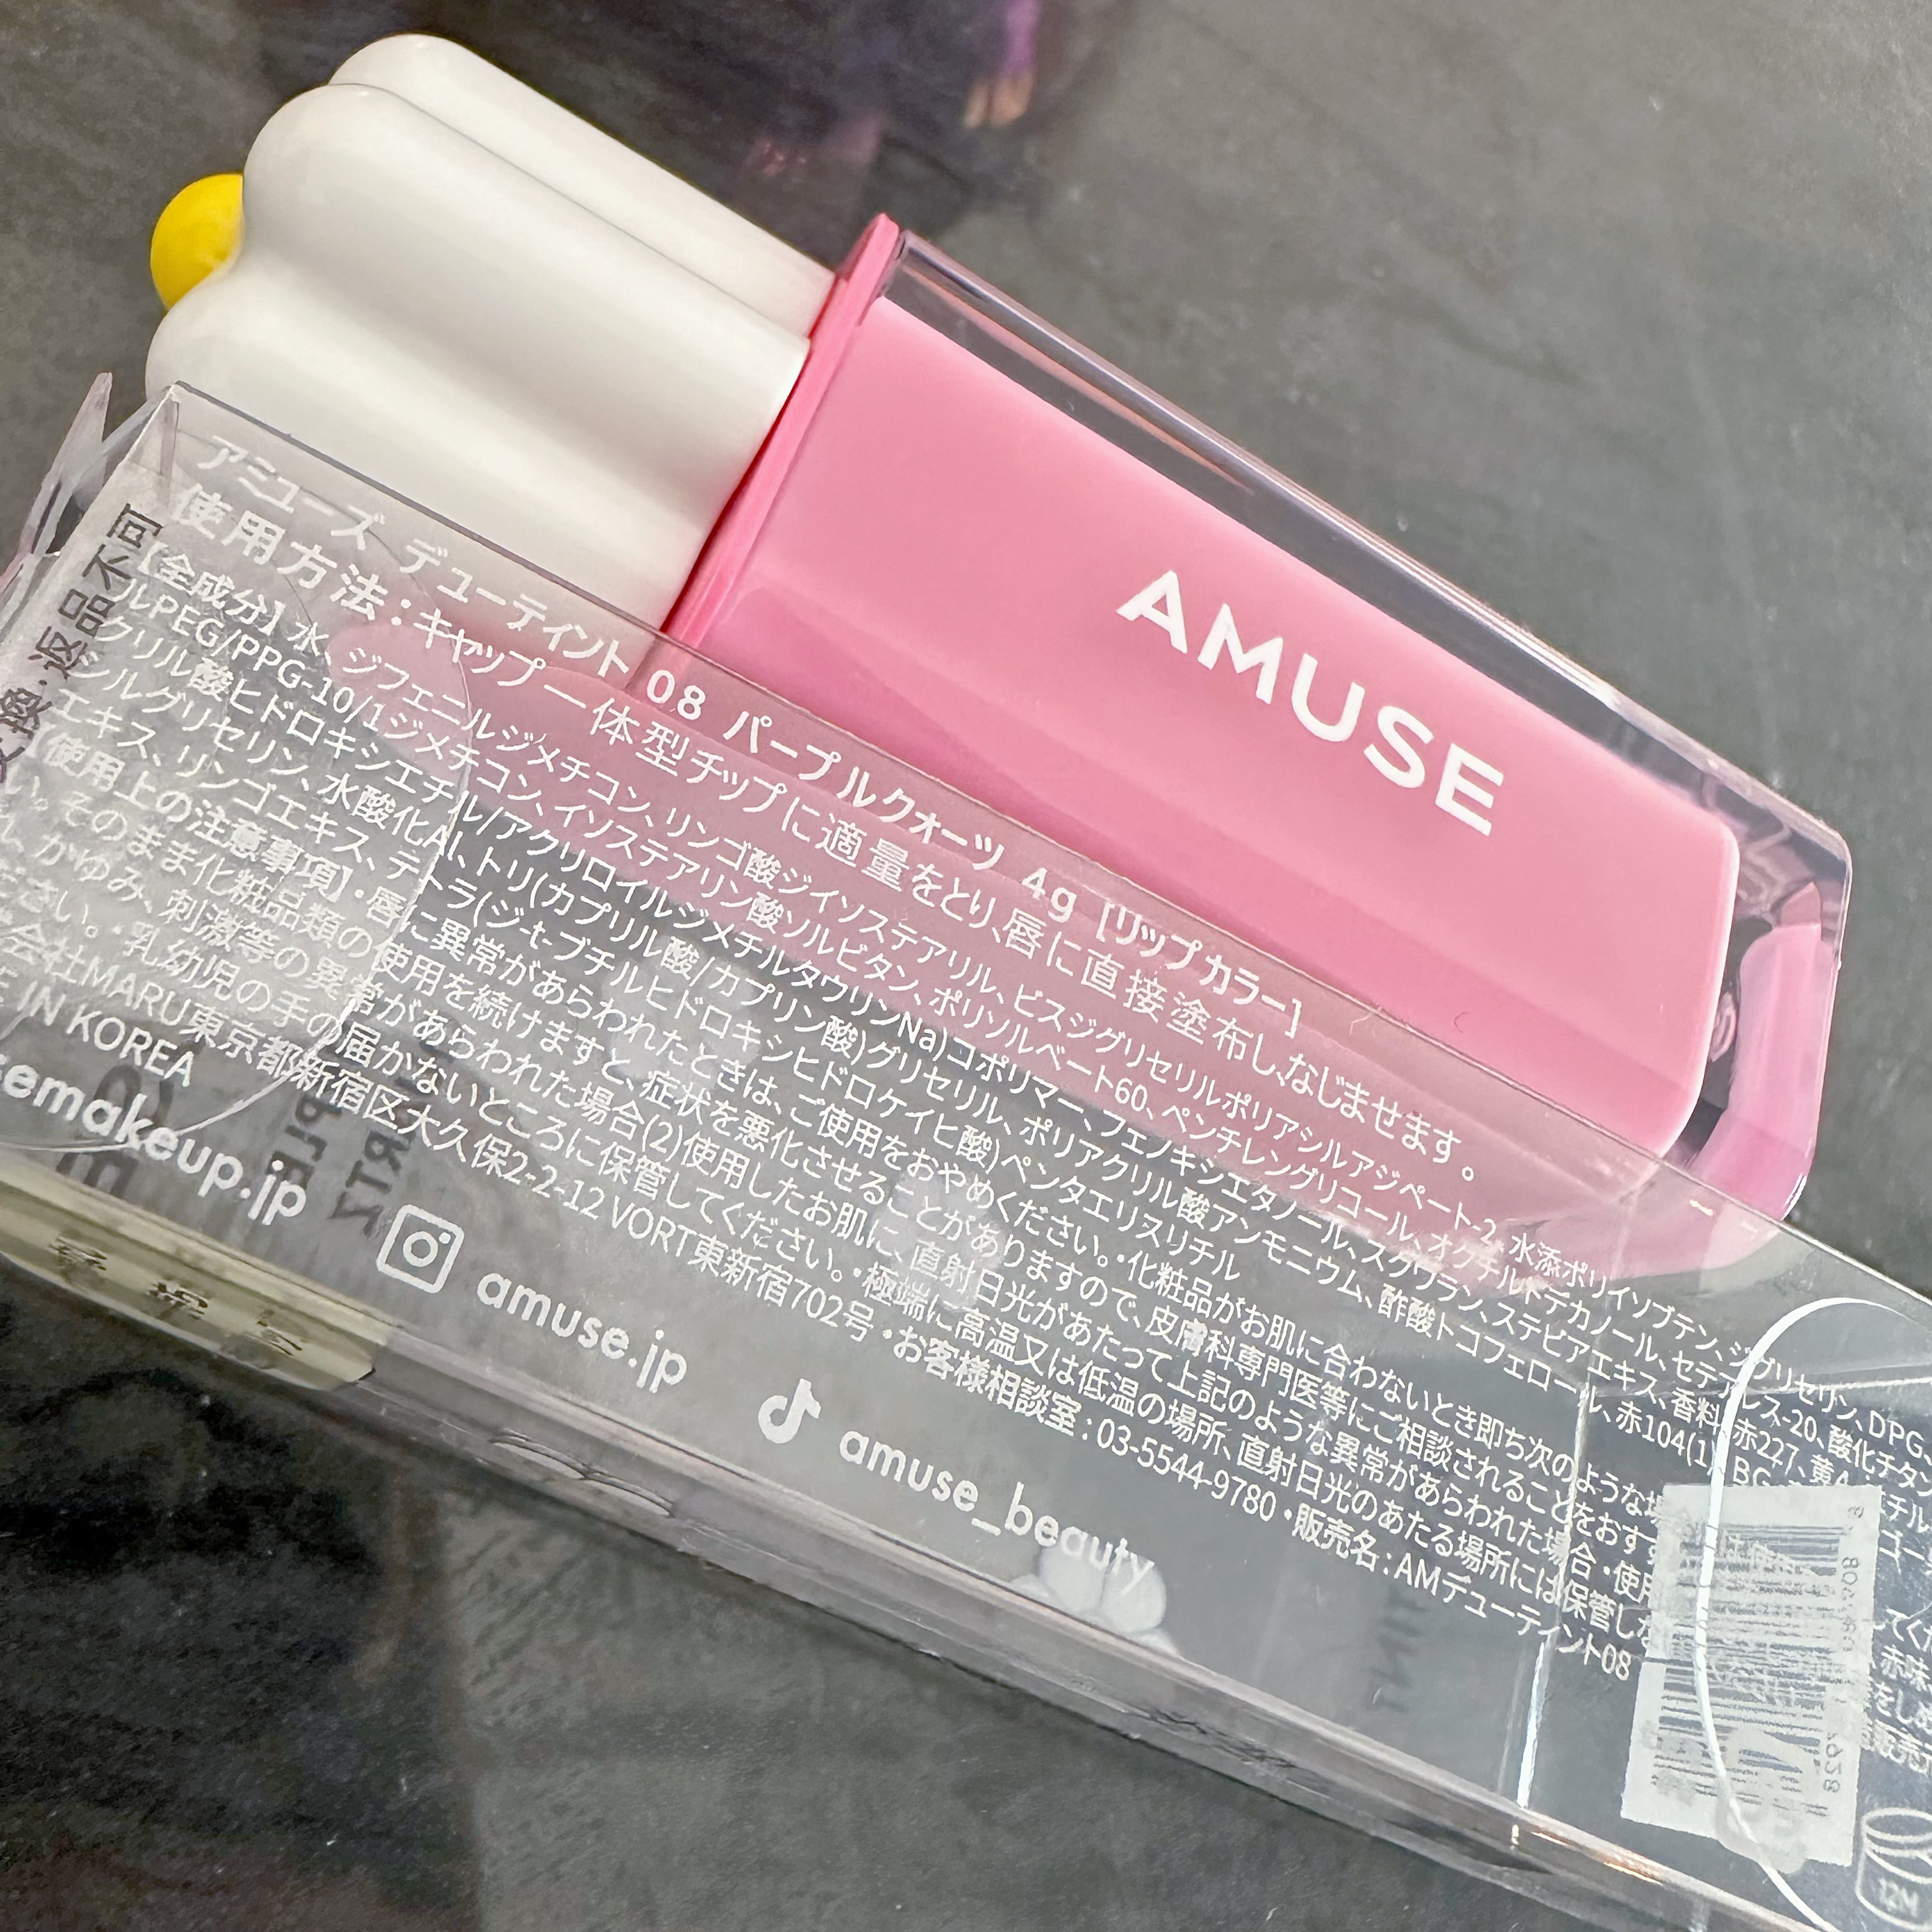 AMUSE
アミューズ デューティント 08 パープルクォーツ 4g [リップカラー]
使用方法：キャップ一体型チップに適量をとり、唇に直接塗布し、なじませます。
【全成分】水、ジフェニルジメチコン、リンゴ酸ジイソステアリル、ビスジグリセリルポリアシルアジペート-2、水添ポリイソブテン、ジグリセリン、DPG、
ルPEG/PPG-10/1ジメチコン、イソステアリン酸ソルビタン、ポリソルベート60、ペンチレングリコール、オクチルドデカノール、セテアレス-20、酸化チタン
クリル酸ヒドロキシエチル/アクリロイルジメチルタウリンNa)コポリマー、フェノキシエタノール、スクワラン、ステビアエキス、香料、赤227、黄4
ジルグリセリン、水酸化Al、トリ(カプリル酸/カプリン酸)グリセリル、ポリアクリル酸アンモニウム、酢酸トコフェロール、赤104(1)、BG
エキス、リンゴエキス、テトラ(ジ-t-ブチルヒドロキシヒドロケイヒ酸)ペンタエリスリチル
【使用上の注意事項】・唇に異常があらわれたときは、ご使用をおやめください。・化粧品がお肌に合わないとき即ち次のような場
い。そのまま化粧品類の使用を続けますと、症状を悪化させることがありますので、皮膚科専門医等にご相談されることをおすす
かゆみ、刺激等の異常があらわれた場合(2)使用したお肌に、直射日光があたって上記のような異常があらわれた場合・使用
ださい。・乳幼児の手の届かないところに保管してください。・極端に高温又は低温の場所、直射日光のあたる場所には保管しな
会社MARU東京都新宿区大久保2-2-12 VORT東新宿702号・お客様相談室：03-5544-9780・販売名：AMデューティント08
IN KOREA
emakeup.jp
amuse.jp
amuse_beauty
換・返品不可
12M